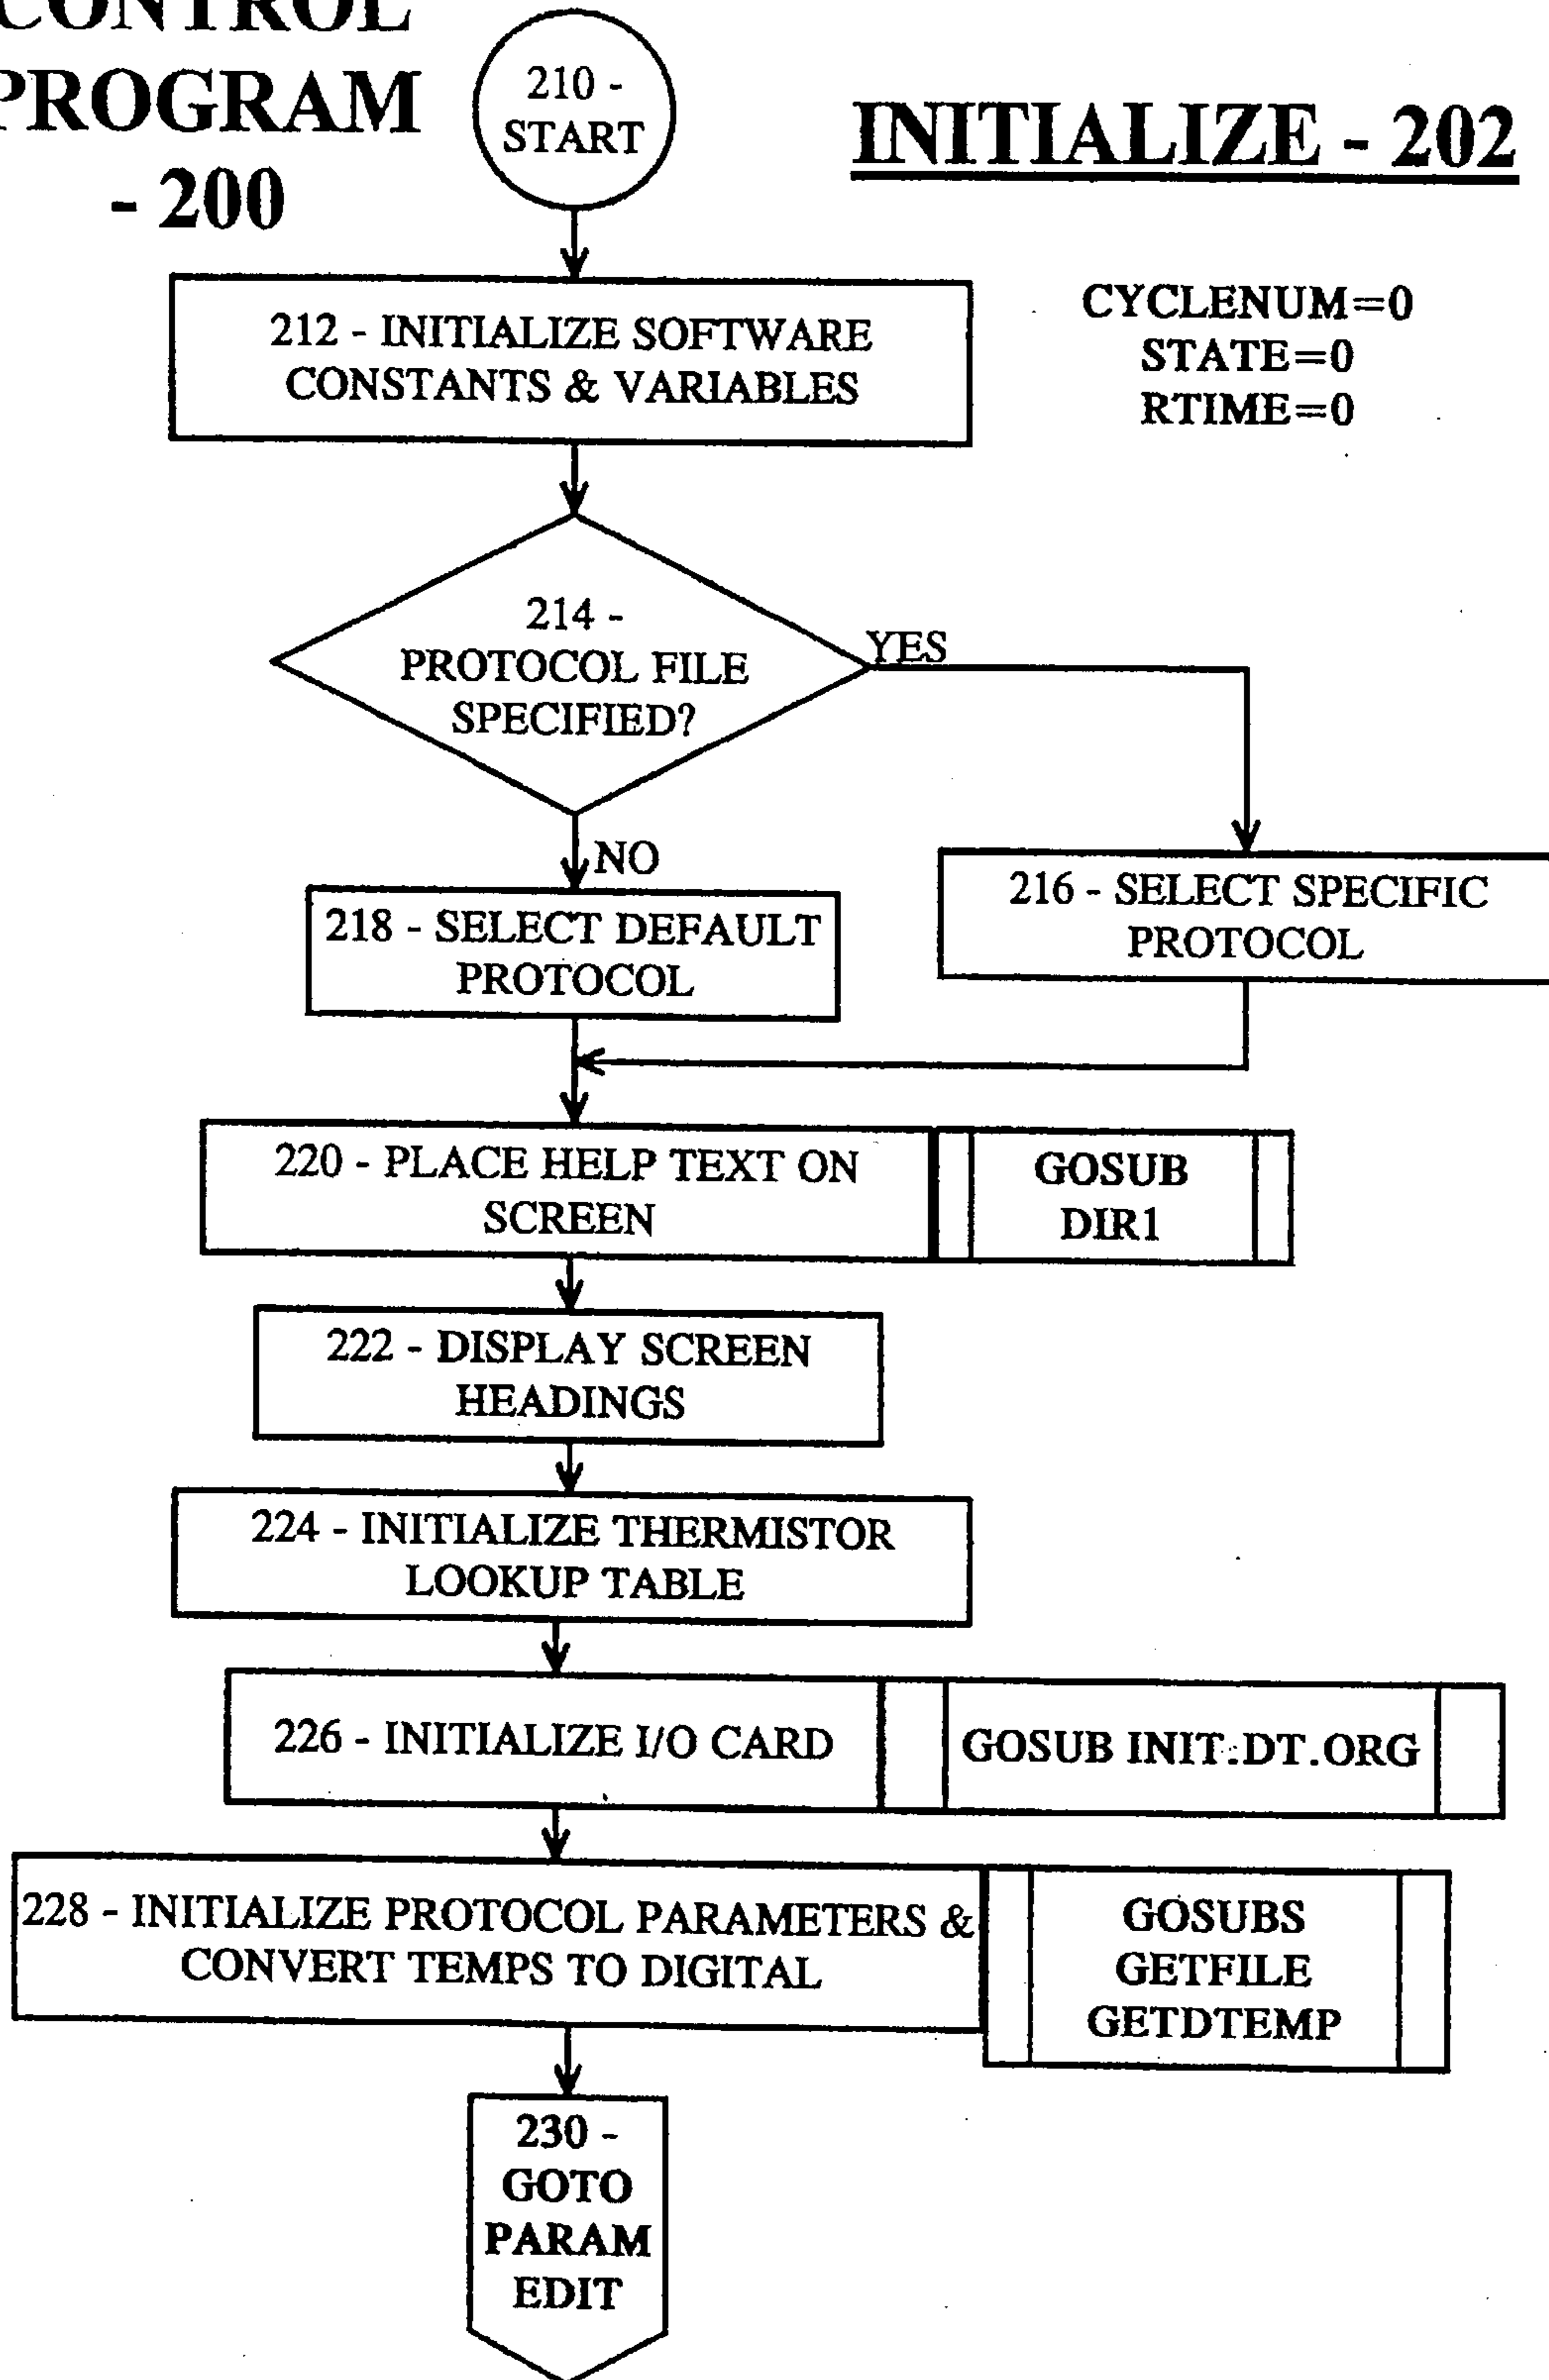 CONTROL
PROGRAM
- 200
210 -
START
INITIALIZE - 202
212 - INITIALIZE SOFTWARE
CONSTANTS & VARIABLES
CYCLENUM=0
STATE=0
RTIME=0
214 -
PROTOCOL FILE
SPECIFIED?
YES
NO
216 - SELECT SPECIFIC
PROTOCOL
218 - SELECT DEFAULT
PROTOCOL
220 - PLACE HELP TEXT ON
SCREEN
GOSUB
DIR1
222 - DISPLAY SCREEN
HEADINGS
224 - INITIALIZE THERMISTOR
LOOKUP TABLE
226 - INITIALIZE I/O CARD
GOSUB INIT.DT.ORG
228 - INITIALIZE PROTOCOL PARAMETERS &
CONVERT TEMPS TO DIGITAL
GOSUBS
GETFILE
GETDTEMP
230 -
GOTO
PARAM
EDIT